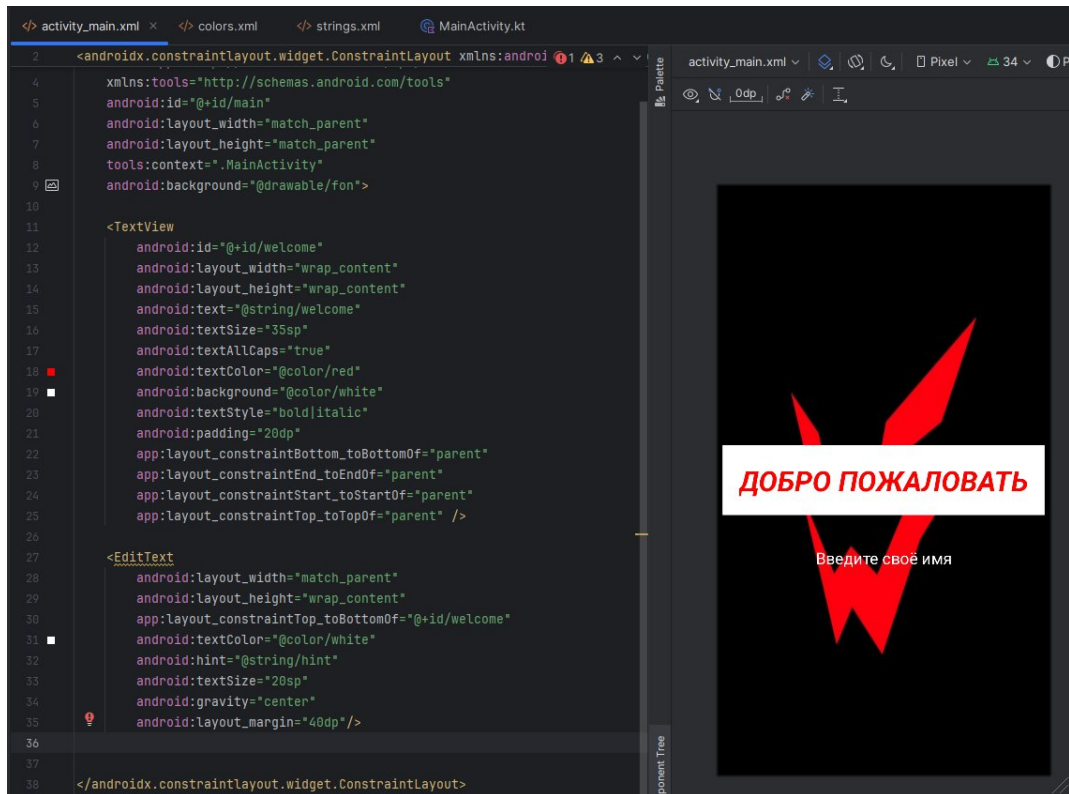 activity_main.xml
colors.xml
strings.xml
MainActivity.kt
2 <androidx.constraintlayout.widget.ConstraintLayout xmlns:androi 1 3
4 xmlns:tools="http://schemas.android.com/tools"
5 android:id="@+id/main"
6 android:layout_width="match_parent"
7 android:layout_height="match_parent"
8 tools:context=".MainActivity"
9 android:background="@drawable/fon">
10
11 <TextView
12 android:id="@+id/welcome"
13 android:layout_width="wrap_content"
14 android:layout_height="wrap_content"
15 android:text="@string/welcome"
16 android:textSize="35sp"
17 android:textAllCaps="true"
18 android:textColor="@color/red"
19 android:background="@color/white"
20 android:textStyle="bold|italic"
21 android:padding="20dp"
22 app:layout_constraintBottom_toBottomOf="parent"
23 app:layout_constraintEnd_toEndOf="parent"
24 app:layout_constraintStart_toStartOf="parent"
25 app:layout_constraintTop_toTopOf="parent" />
26
27 <EditText
28 android:layout_width="match_parent"
29 android:layout_height="wrap_content"
30 app:layout_constraintTop_toBottomOf="@+id/welcome"
31 android:textColor="@color/white"
32 android:hint="@string/hint"
33 android:textSize="20sp"
34 android:gravity="center"
35 android:layout_margin="40dp"/>
36
37
38 </androidx.constraintlayout.widget.ConstraintLayout>
Palette
activity_main.xml Pixel 34 P
0dp
ДОБРО ПОЖАЛОВАТЬ
Введите своё имя
ponent Tree